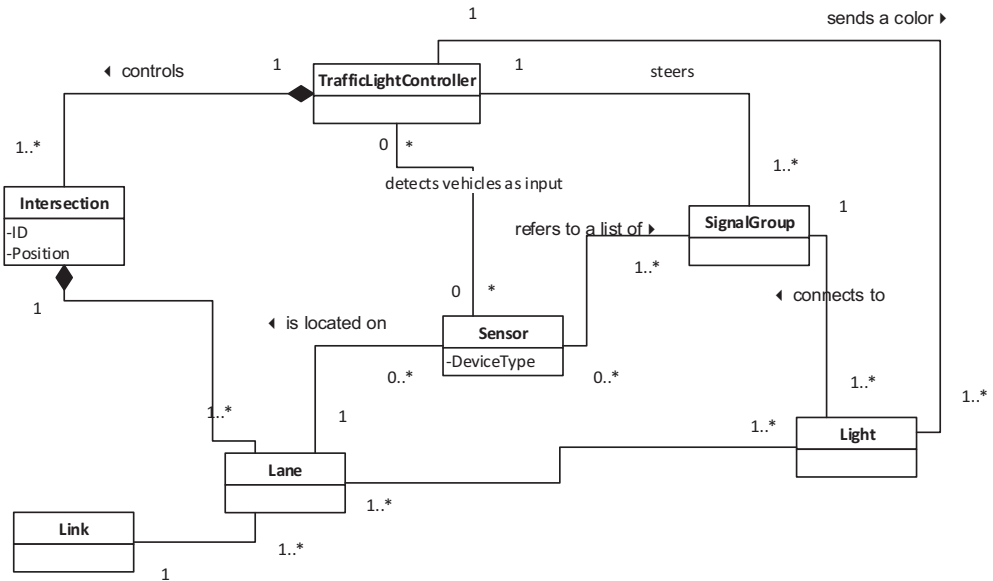 1
sends a color ▶
◀ controls
1
TrafficLightController
1
steers
1..*
0 *
detects vehicles as input
1..*
Intersection
-ID
-Position
SignalGroup
1
refers to a list of ▶
1..*
1
0 *
◀ connects to
◀ is located on
Sensor
-DeviceType
0..*
0..*
1..*
1..*
1..*
1
1..*
Light
Lane
1..*
Link
1..*
1